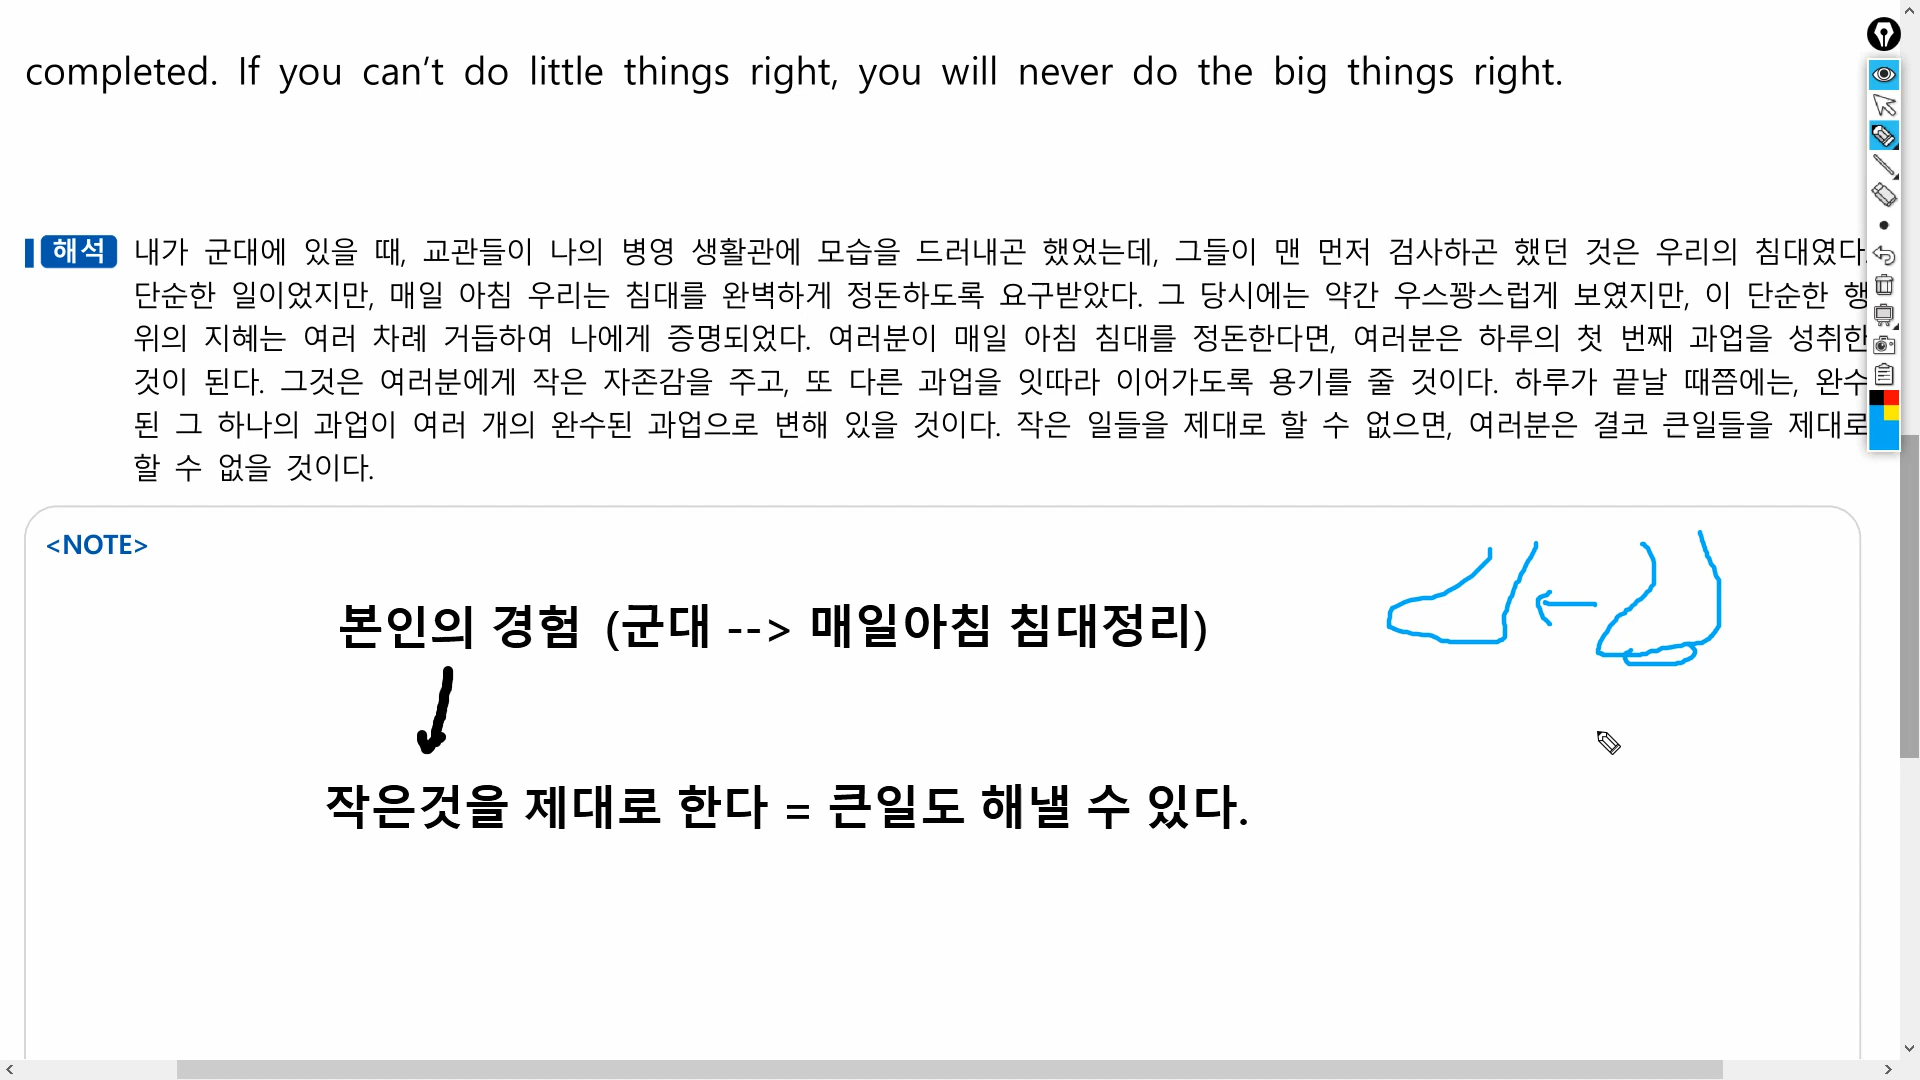 completed. If you can't do little things right, you will never do the big things right.
해석 내가 군대에 있을 때, 교관들이 나의 병영 생활관에 모습을 드러내곤 했었는데, 그들이 맨 먼저 검사하곤 했던 것은 우리의 침대였다.
단순한 일이었지만, 매일 아침 우리는 침대를 완벽하게 정돈하도록 요구받았다. 그 당시에는 약간 우스꽝스럽게 보였지만, 이 단순한 행
위의 지혜는 여러 차례 거듭하여 나에게 증명되었다. 여러분이 매일 아침 침대를 정돈한다면, 여러분은 하루의 첫 번째 과업을 성취한
것이 된다. 그것은 여러분에게 작은 자존감을 주고, 또 다른 과업을 잇따라 이어가도록 용기를 줄 것이다. 하루가 끝날 때쯤에는, 완수
된 그 하나의 과업이 여러 개의 완수된 과업으로 변해 있을 것이다. 작은 일들을 제대로 할 수 없으면, 여러분은 결코 큰일들을 제대로
할 수 없을 것이다.
<NOTE>
본인의 경험 (군대 --> 매일아침 침대정리)
작은것을 제대로 한다 = 큰일도 해낼 수 있다.